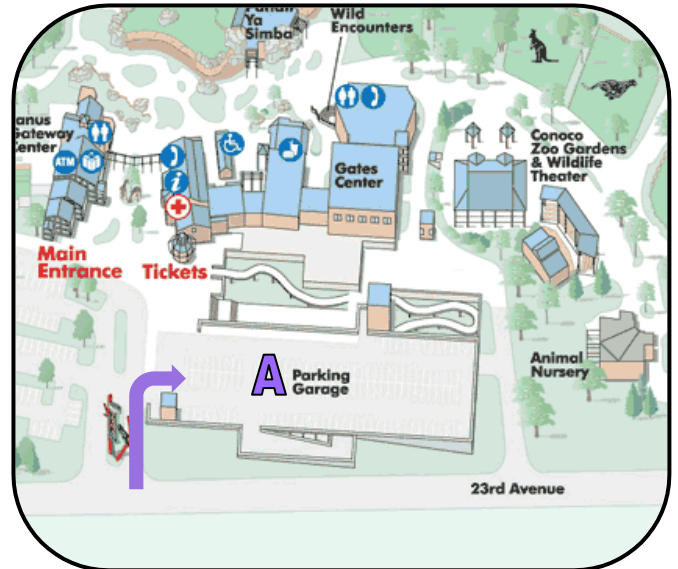 Ya
Simba
Wild
Encounters
Gateway
Center
ATM
i
Gates
Center
Conoco
Zoo Gardens
& Wildlife
Theater
Main
Entrance
Tickets
A
Parking
Garage
Animal
Nursery
23rd Avenue